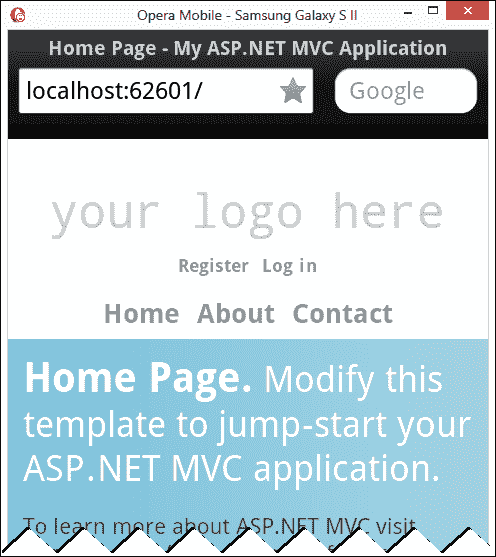 Opera Mobile - Samsung Galaxy S II
Home Page - My ASP.NET MVC Application
localhost:62601/
Google
your logo here
Register Log in
Home About Contact
Home Page. Modify this
template to jump-start your
ASP.NET MVC application.
To learn more about ASP.NET MVC visit